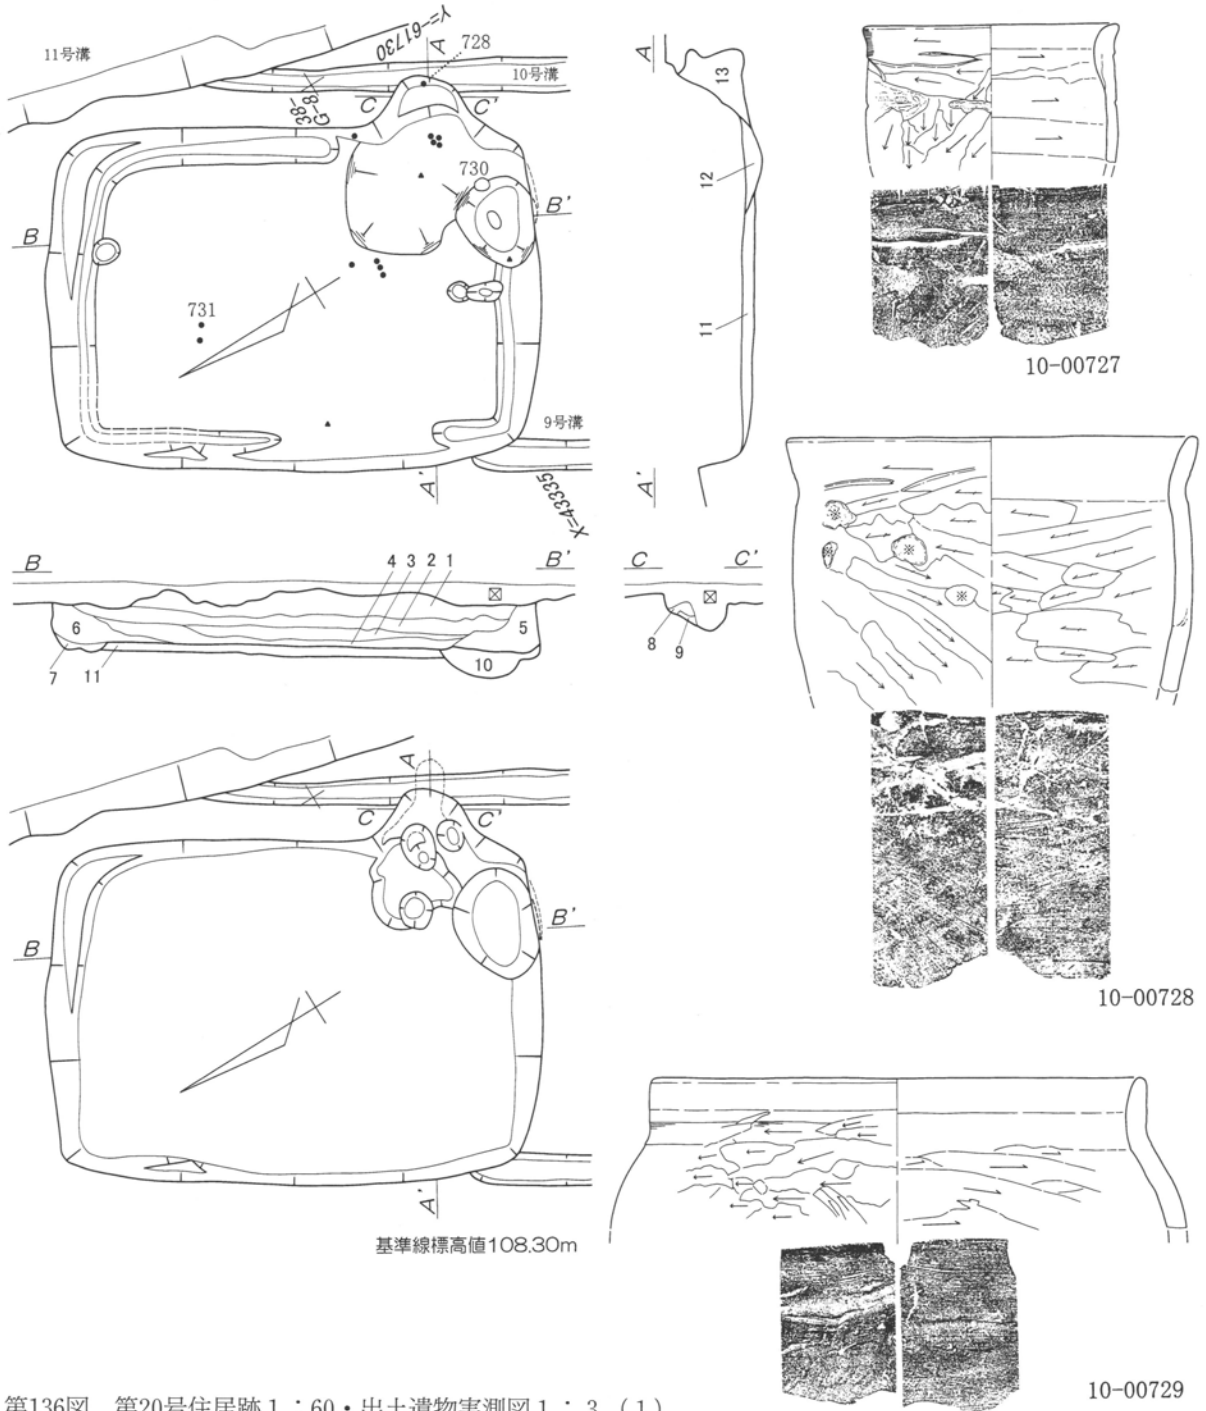 11号溝
Y=-61730
A
728
10号溝
38-
G-8
C
C'
730
B'
B
731
9号溝
A'
X=43335
A
13
12
11
A'
10-00727
B
4 3 2 1
B'
6
5
7
11
10
C
C'
8
9
※
※
※
10-00728
A
C
C'
B'
B
A'
基準線標高値108.30m
10-00729
第136図 第20号住居跡1:60・出土遺物実測図1:3(1)